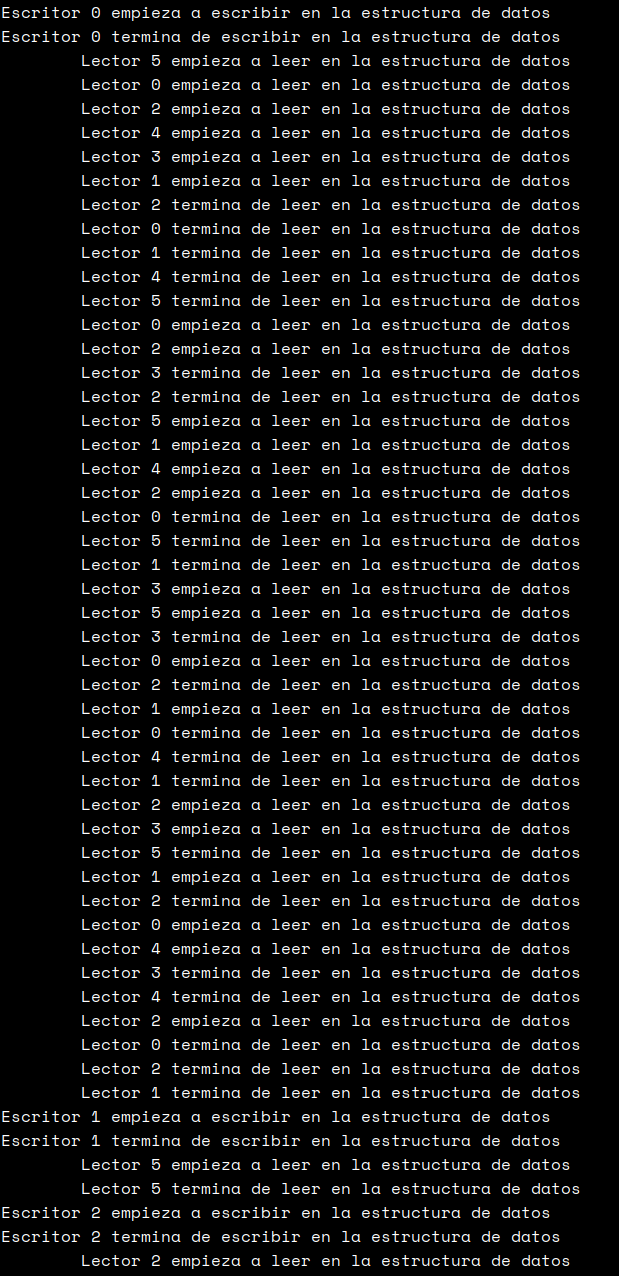 Escritor 0 empieza a escribir en la estructura de datos
Escritor 0 termina de escribir en la estructura de datos
Lector 5 empieza a leer en la estructura de datos
Lector 0 empieza a leer en la estructura de datos
Lector 2 empieza a leer en la estructura de datos
Lector 4 empieza a leer en la estructura de datos
Lector 3 empieza a leer en la estructura de datos
Lector 1 empieza a leer en la estructura de datos
Lector 2 termina de leer en la estructura de datos
Lector 0 termina de leer en la estructura de datos
Lector 1 termina de leer en la estructura de datos
Lector 4 termina de leer en la estructura de datos
Lector 5 termina de leer en la estructura de datos
Lector 0 empieza a leer en la estructura de datos
Lector 2 empieza a leer en la estructura de datos
Lector 3 termina de leer en la estructura de datos
Lector 2 termina de leer en la estructura de datos
Lector 5 empieza a leer en la estructura de datos
Lector 1 empieza a leer en la estructura de datos
Lector 4 empieza a leer en la estructura de datos
Lector 2 empieza a leer en la estructura de datos
Lector 0 termina de leer en la estructura de datos
Lector 5 termina de leer en la estructura de datos
Lector 1 termina de leer en la estructura de datos
Lector 3 empieza a leer en la estructura de datos
Lector 5 empieza a leer en la estructura de datos
Lector 3 termina de leer en la estructura de datos
Lector 0 empieza a leer en la estructura de datos
Lector 2 termina de leer en la estructura de datos
Lector 1 empieza a leer en la estructura de datos
Lector 0 termina de leer en la estructura de datos
Lector 4 termina de leer en la estructura de datos
Lector 1 termina de leer en la estructura de datos
Lector 2 empieza a leer en la estructura de datos
Lector 3 empieza a leer en la estructura de datos
Lector 5 termina de leer en la estructura de datos
Lector 1 empieza a leer en la estructura de datos
Lector 2 termina de leer en la estructura de datos
Lector 0 empieza a leer en la estructura de datos
Lector 4 empieza a leer en la estructura de datos
Lector 3 termina de leer en la estructura de datos
Lector 4 termina de leer en la estructura de datos
Lector 2 empieza a leer en la estructura de datos
Lector 0 termina de leer en la estructura de datos
Lector 2 termina de leer en la estructura de datos
Lector 1 termina de leer en la estructura de datos
Escritor 1 empieza a escribir en la estructura de datos
Escritor 1 termina de escribir en la estructura de datos
Lector 5 empieza a leer en la estructura de datos
Lector 5 termina de leer en la estructura de datos
Escritor 2 empieza a escribir en la estructura de datos
Escritor 2 termina de escribir en la estructura de datos
Lector 2 empieza a leer en la estructura de datos